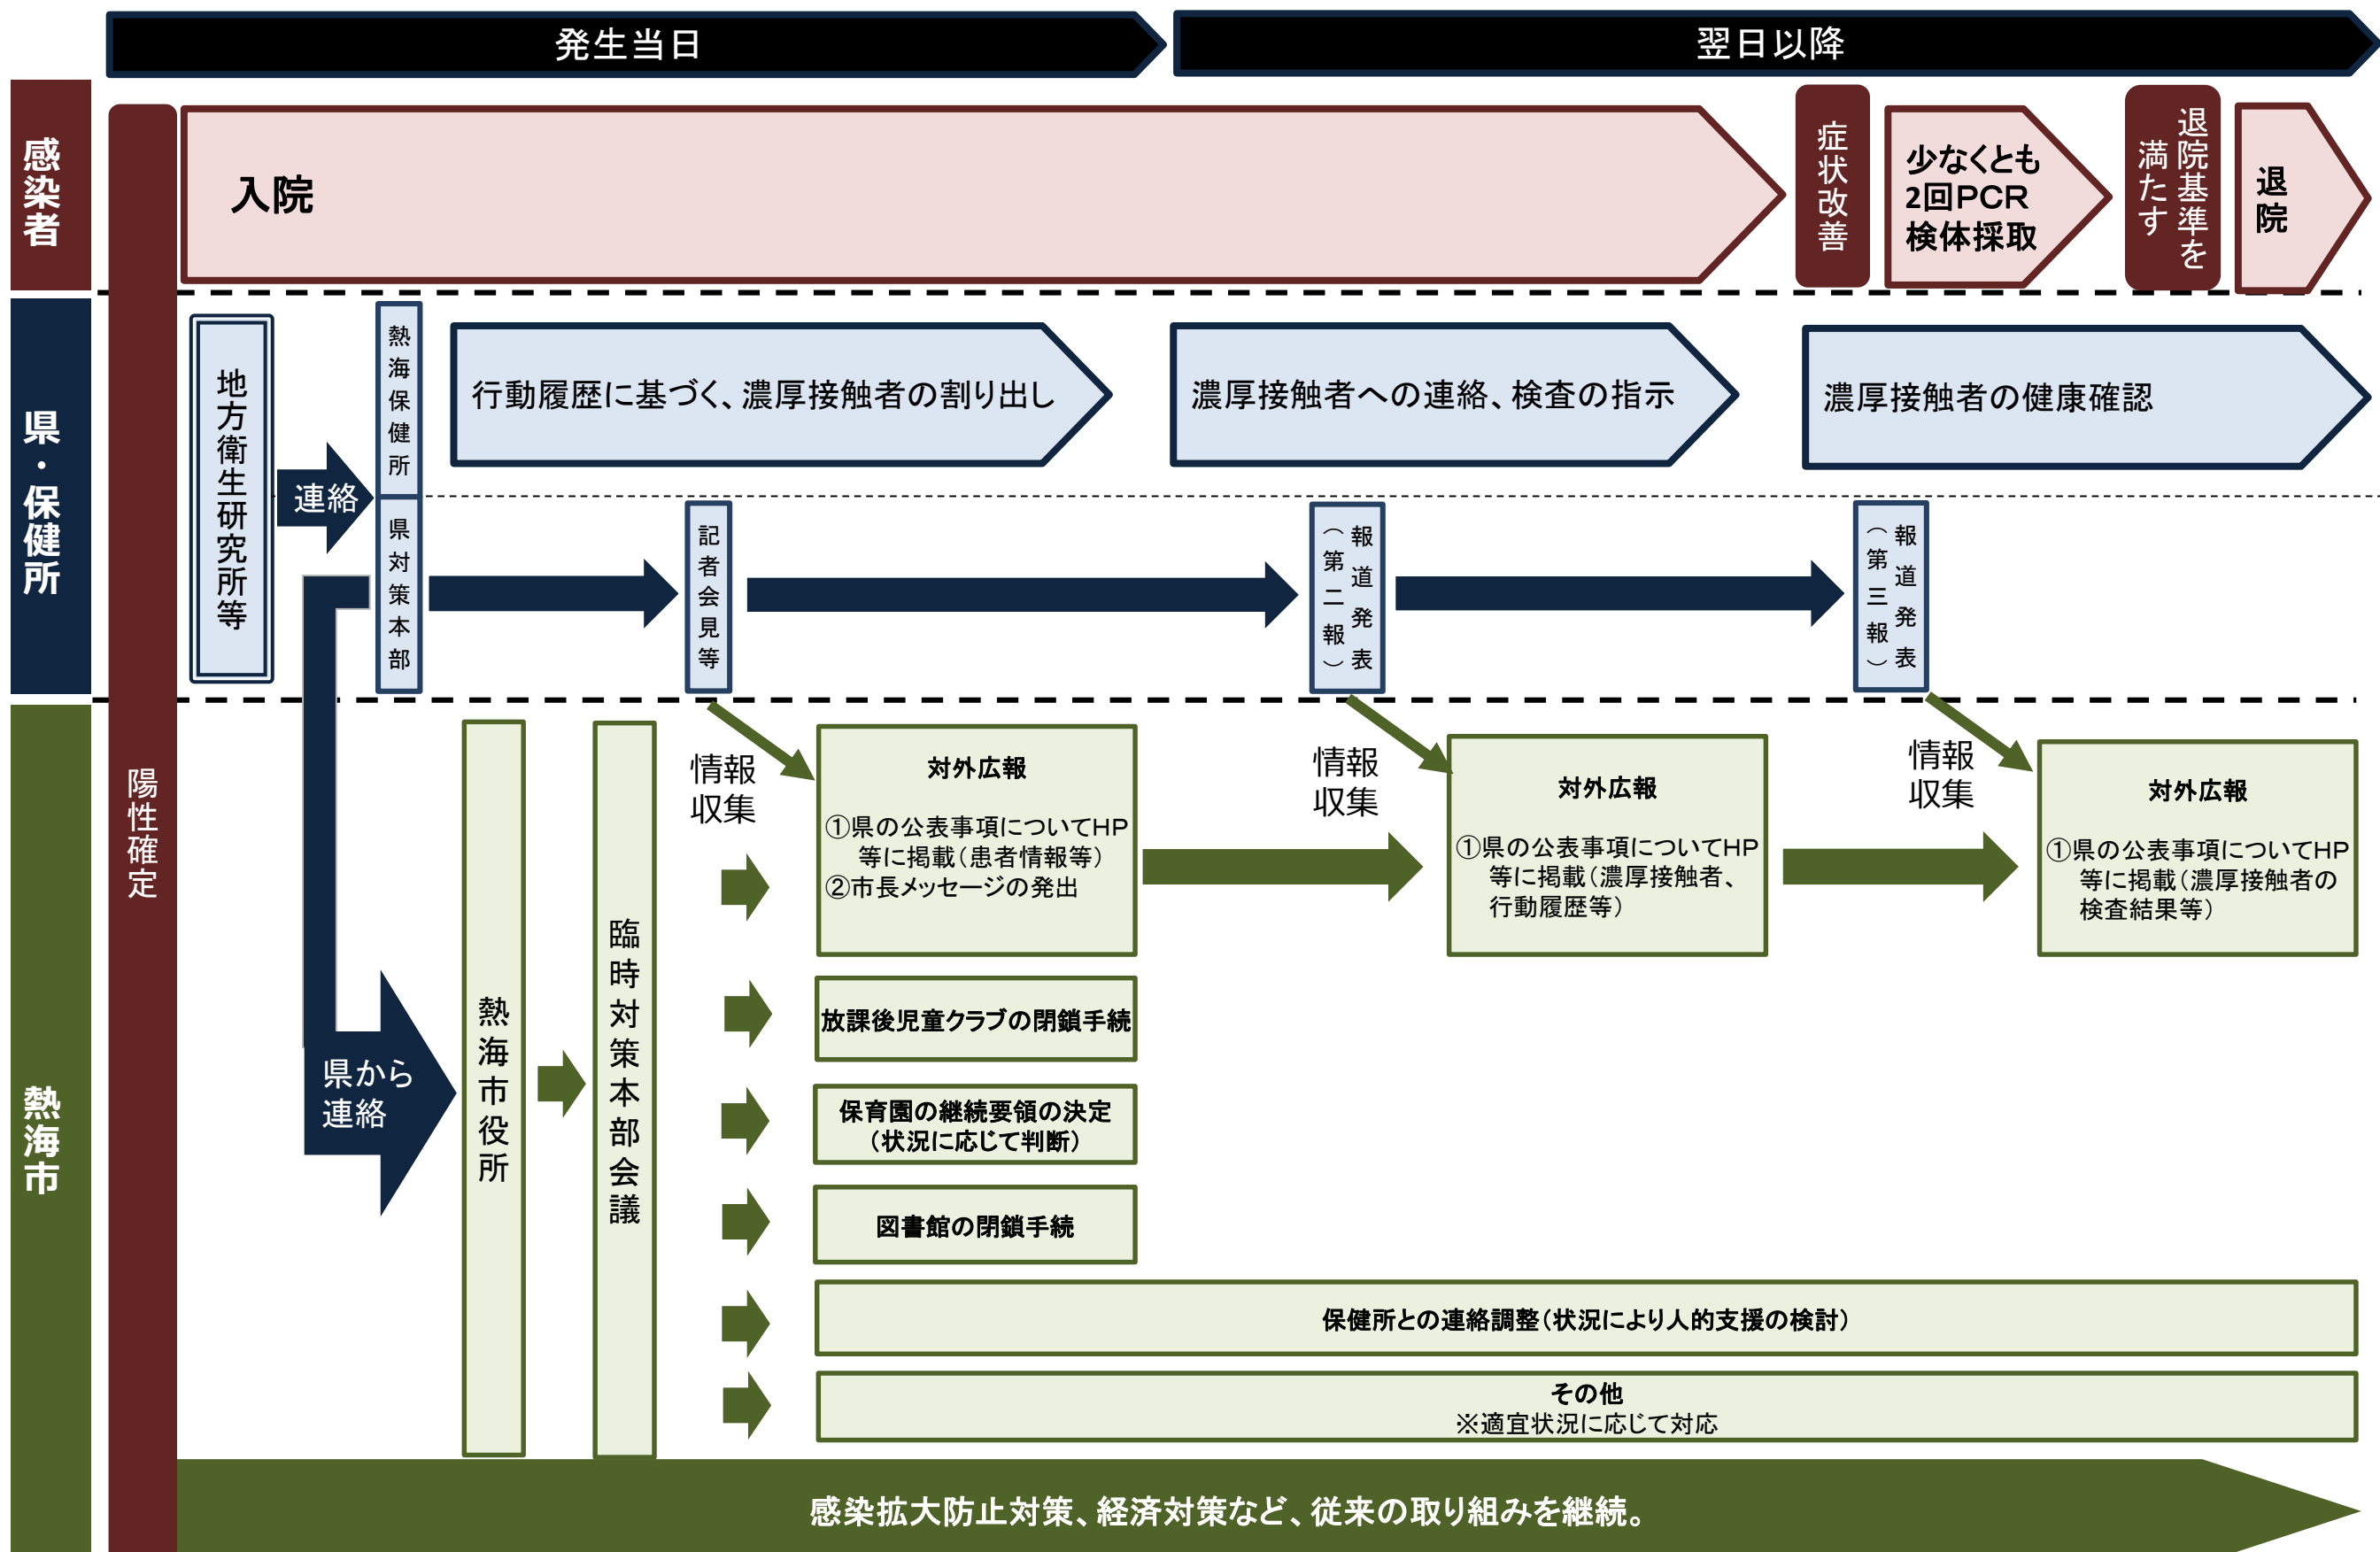 発生当日
翌日以降
感染者
陽性確定
入院
症状改善
少なくとも
2回PCR
検体採取
退院基準を
満たす
退院
県・保健所
地方衛生研究所等
連絡
熱海保健所
県対策本部
行動履歴に基づく、濃厚接触者の割り出し
濃厚接触者への連絡、検査の指示
濃厚接触者の健康確認
記者会見等
報道発表
（第二報）
報道発表
（第三報）
熱海市
県から
連絡
熱海市役所
臨時対策本部会議
情報
収集
対外広報
①県の公表事項についてHP
等に掲載（患者情報等）
②市長メッセージの発出
情報
収集
対外広報
①県の公表事項についてHP
等に掲載（濃厚接触者、
行動履歴等）
情報
収集
対外広報
①県の公表事項についてHP
等に掲載（濃厚接触者の
検査結果等）
放課後児童クラブの閉鎖手続
保育園の継続要領の決定
（状況に応じて判断）
図書館の閉鎖手続
保健所との連絡調整（状況により人的支援の検討）
その他
※適宜状況に応じて対応
感染拡大防止対策、経済対策など、従来の取り組みを継続。